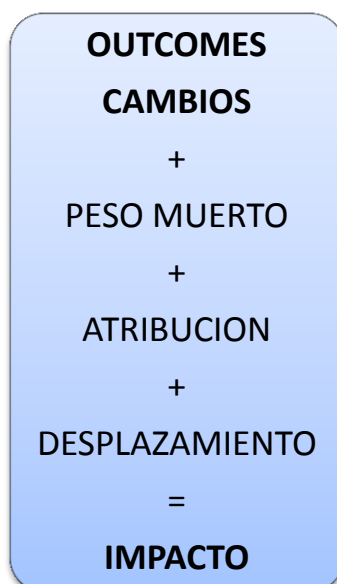 OUTCOMES
CAMBIOS
+
PESO MUERTO
+
ATRIBUCION
+
DESPLAZAMIENTO
=
IMPACTO